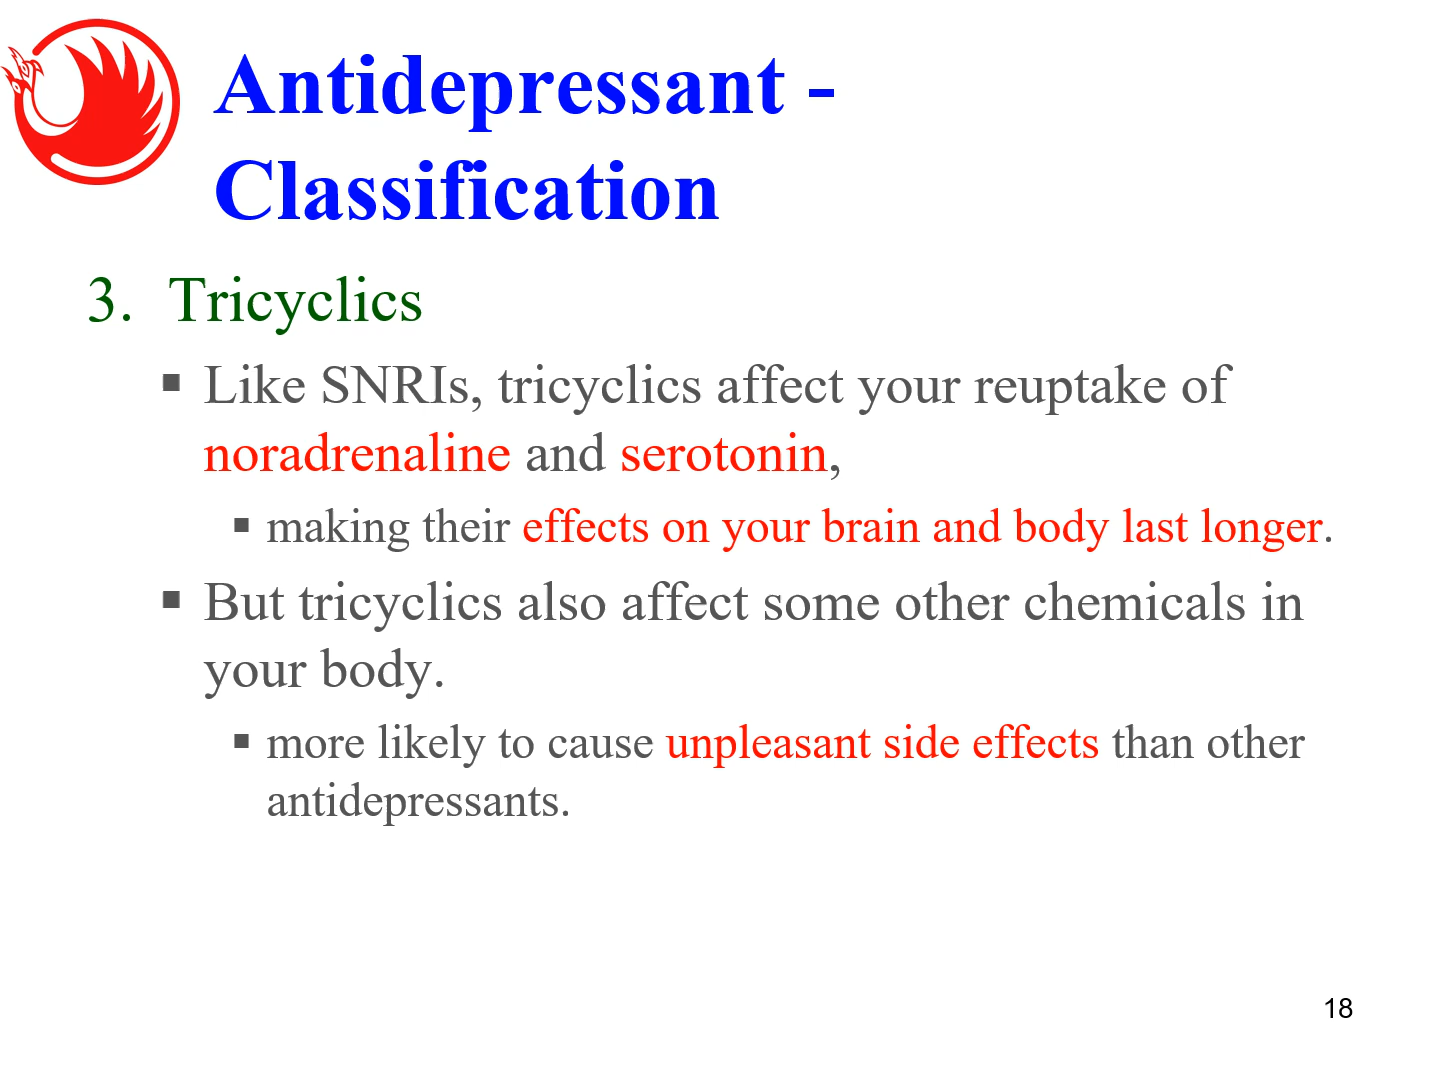 Antidepressant -
Classification
3. Tricyclics
▪ Like SNRIs, tricyclics affect your reuptake of
noradrenaline and serotonin,
▪ making their effects on your brain and body last longer.
▪ But tricyclics also affect some other chemicals in
your body.
▪ more likely to cause unpleasant side effects than other
antidepressants.
18